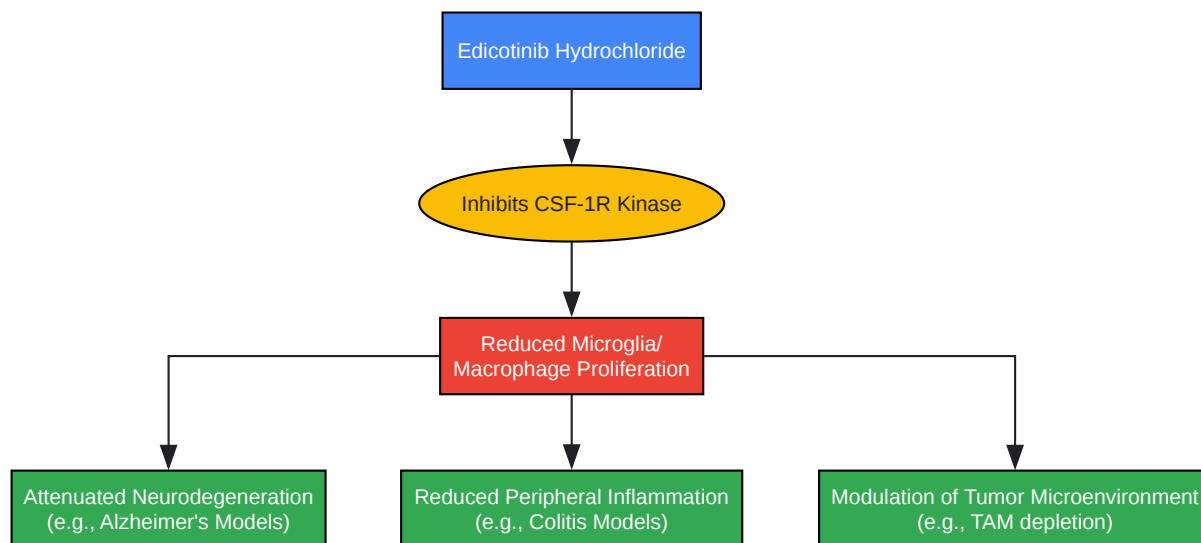 Edicotinib Hydrochloride
Inhibits CSF-1R Kinase
Reduced Microglia/
Macrophage Proliferation
Attenuated Neurodegeneration
(e.g., Alzheimer's Models)
Reduced Peripheral Inflammation
(e.g., Colitis Models)
Modulation of Tumor Microenvironment
(e.g., TAM depletion)